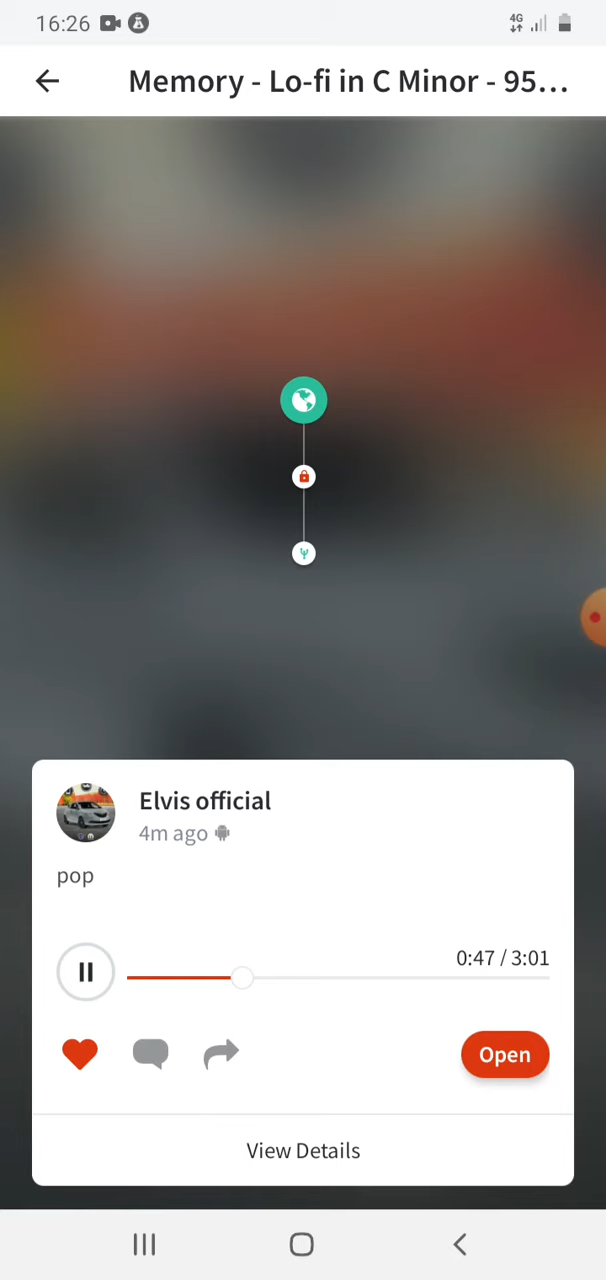 16:26
4G
Memory - Lo-fi in C Minor - 95...
Elvis official
4m ago
pop
0:47 / 3:01
Open
View Details